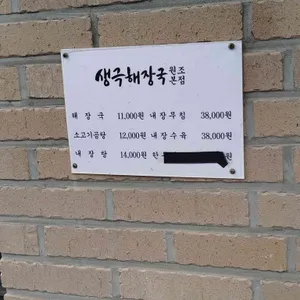 생극해장국 원조본점
해장국 11,000원 내장무침 38,000원
소고기곰탕 12,000원 내장수육 38,000원
내장탕 14,000원 안 원